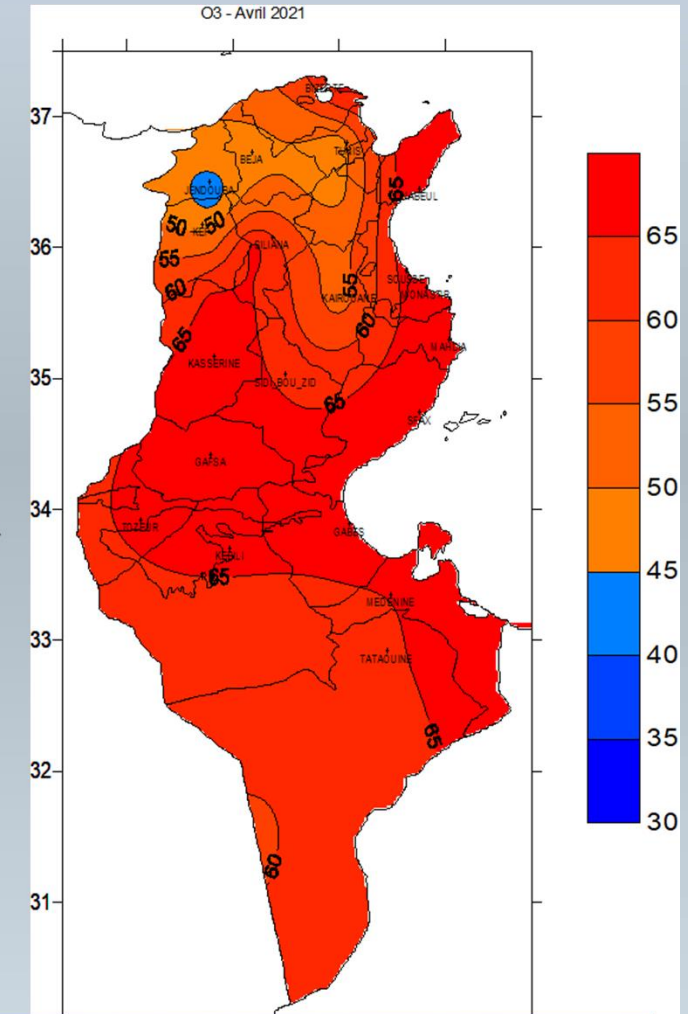 O3 - Avril 2021
BIZERTE
37
TUNIS
BEJA
JENDOUBA
65
NABEUL
65
50
50
KEF
36
SILIANA
55
60
60
SOUSSE
55
KAIROUANE
MONASTIR
60
65
55
MAHDIA
KASSERINE
50
35
SIDI_BOU_ZID
65
SFAX
45
GAFSA
34
TOZEUR
GABES
40
KEBILI
65
MEDENINE
35
33
TATAOUINE
65
30
32
60
31